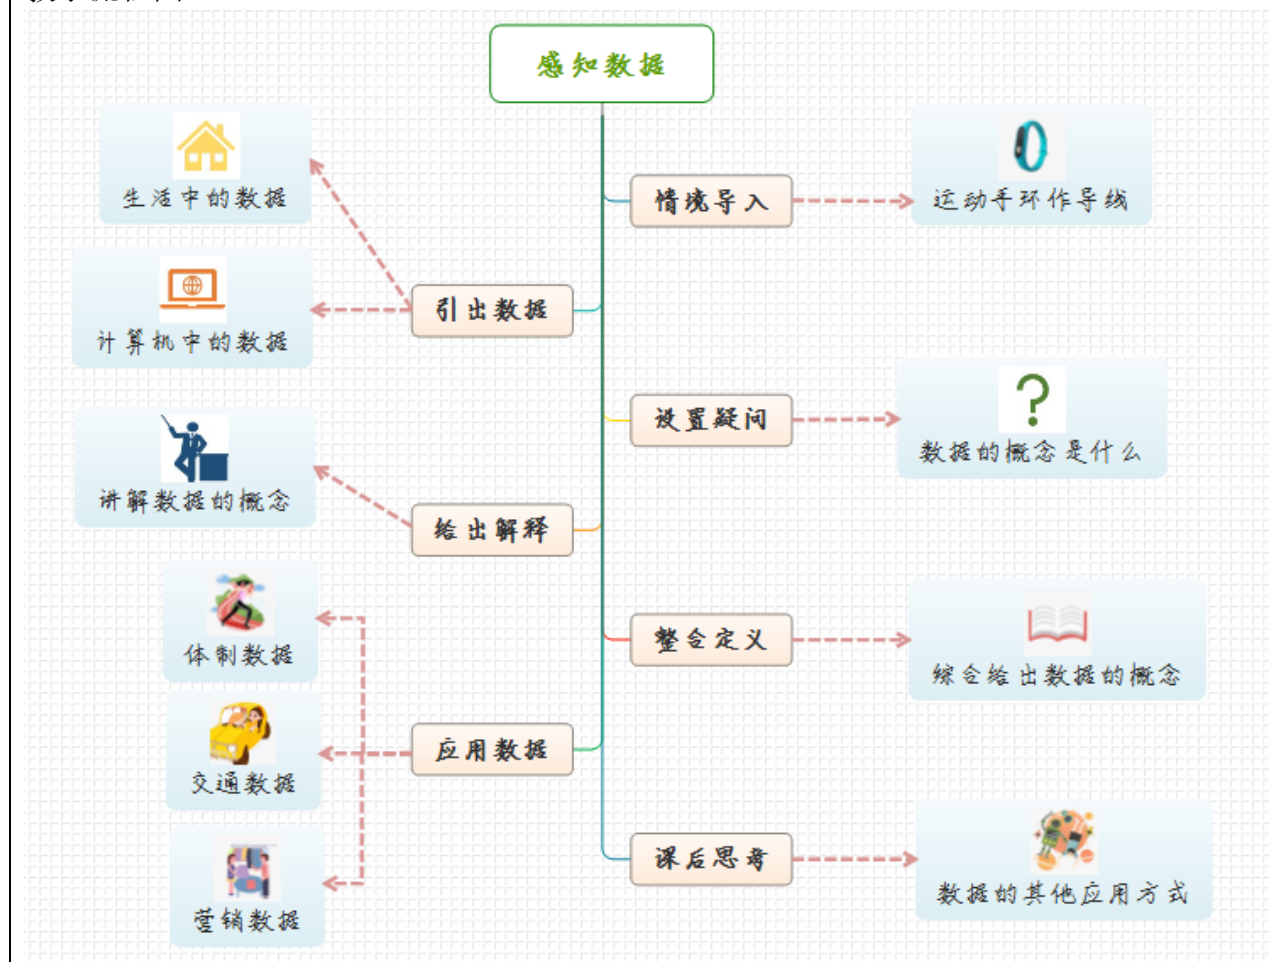 感知数据
情境导入
运动手环作导线
生活中的数据
引出数据
计算机中的数据
设置疑问
数据的概念是什么
讲解数据的概念
给出解释
整合定义
综合给出数据的概念
体制数据
应用数据
交通数据
营销数据
课后思考
数据的其他应用方式